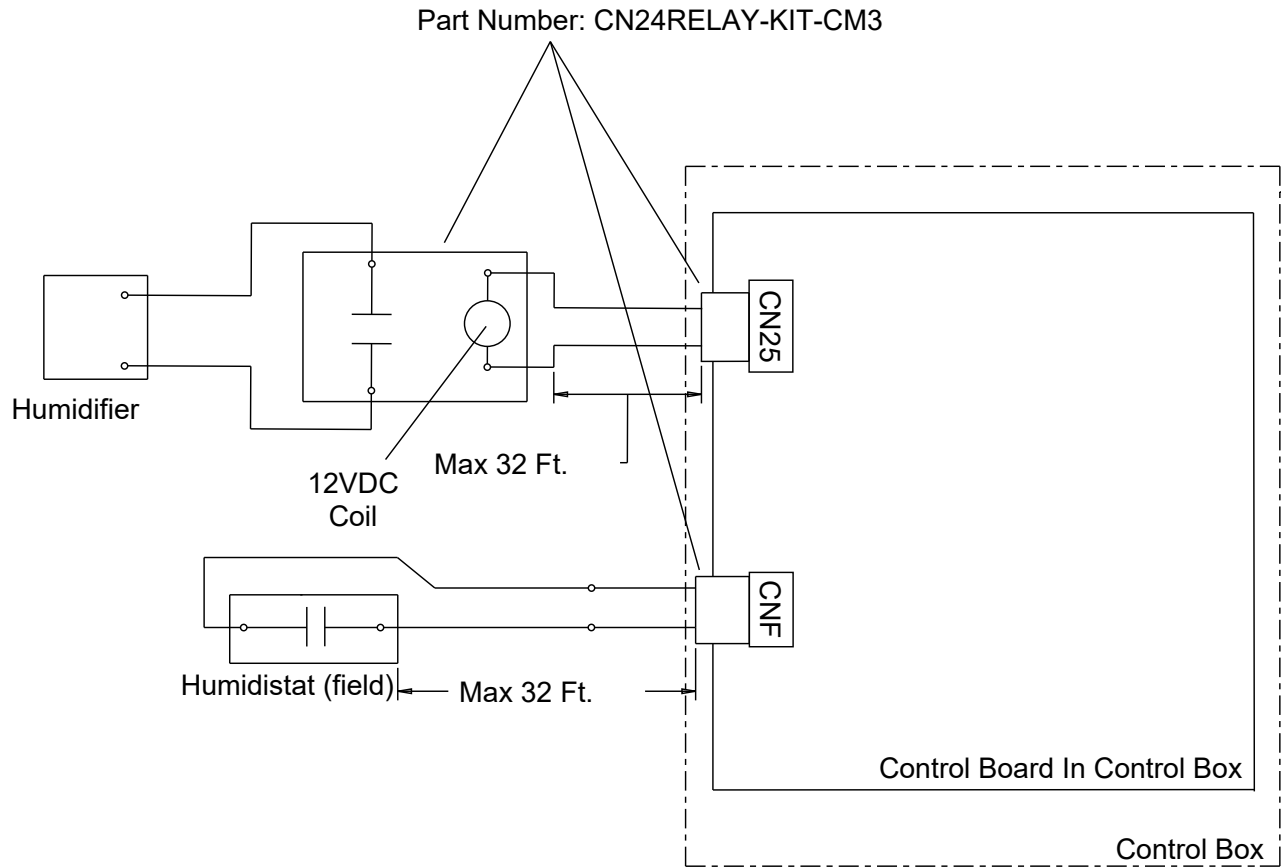 Part Number: CN24RELAY-KIT-CM3
CN25
Humidifier
12VDC
Coil
Max 32 Ft.
CNF
Humidistat (field)
Max 32 Ft.
Control Board In Control Box
Control Box